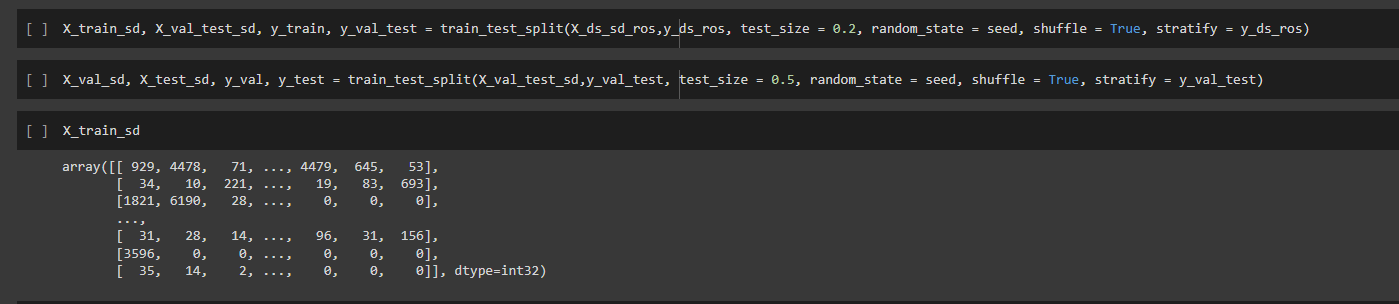 [ ] X_train_sd, X_val_test_sd, y_train, y_val_test = train_test_split(X_ds_sd_ros,y_ds_ros, test_size = 0.2, random_state = seed, shuffle = True, stratify = y_ds_ros)
[ ] X_val_sd, X_test_sd, y_val, y_test = train_test_split(X_val_test_sd,y_val_test, test_size = 0.5, random_state = seed, shuffle = True, stratify = y_val_test)
[ ] X_train_sd
array([[ 929, 4478,   71, ..., 4479,  645,   53],
       [  34,   10,  221, ...,   19,   83,  693],
       [1821, 6190,   28, ...,    0,    0,    0],
       ...,
       [  31,   28,   14, ...,   96,   31,  156],
       [3596,    0,    0, ...,    0,    0,    0],
       [  35,   14,    2, ...,    0,    0,    0]], dtype=int32)